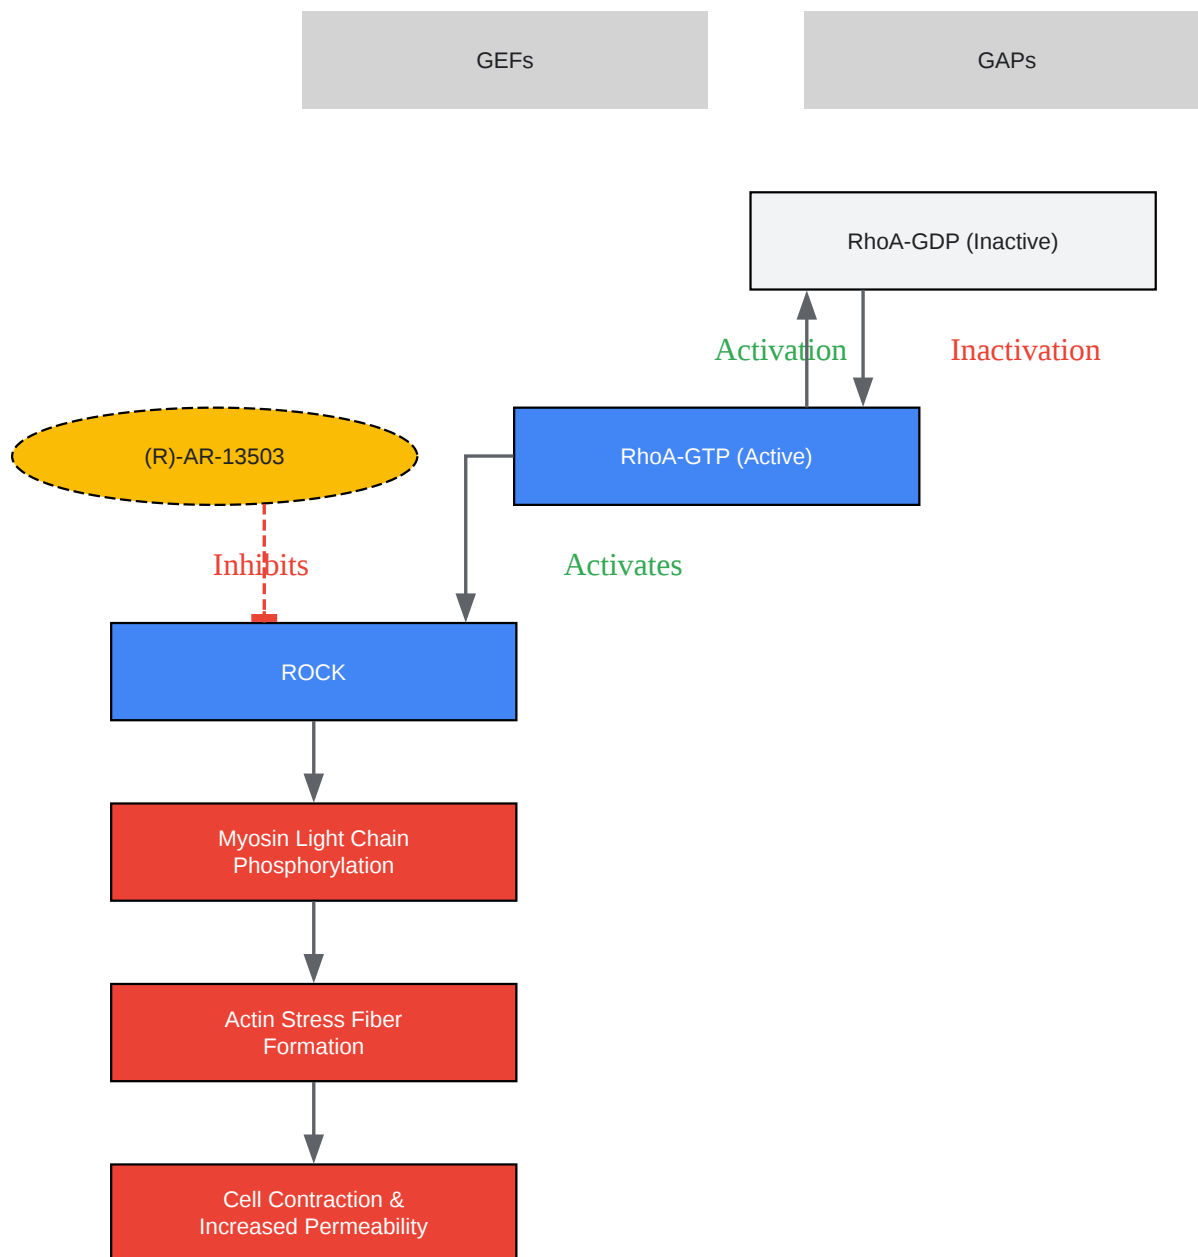 GEFs
GAPs
RhoA-GDP (Inactive)
Activation
Inactivation
(R)-AR-13503
RhoA-GTP (Active)
Inhibits
Activates
ROCK
Myosin Light Chain
Phosphorylation
Actin Stress Fiber
Formation
Cell Contraction &
Increased Permeability